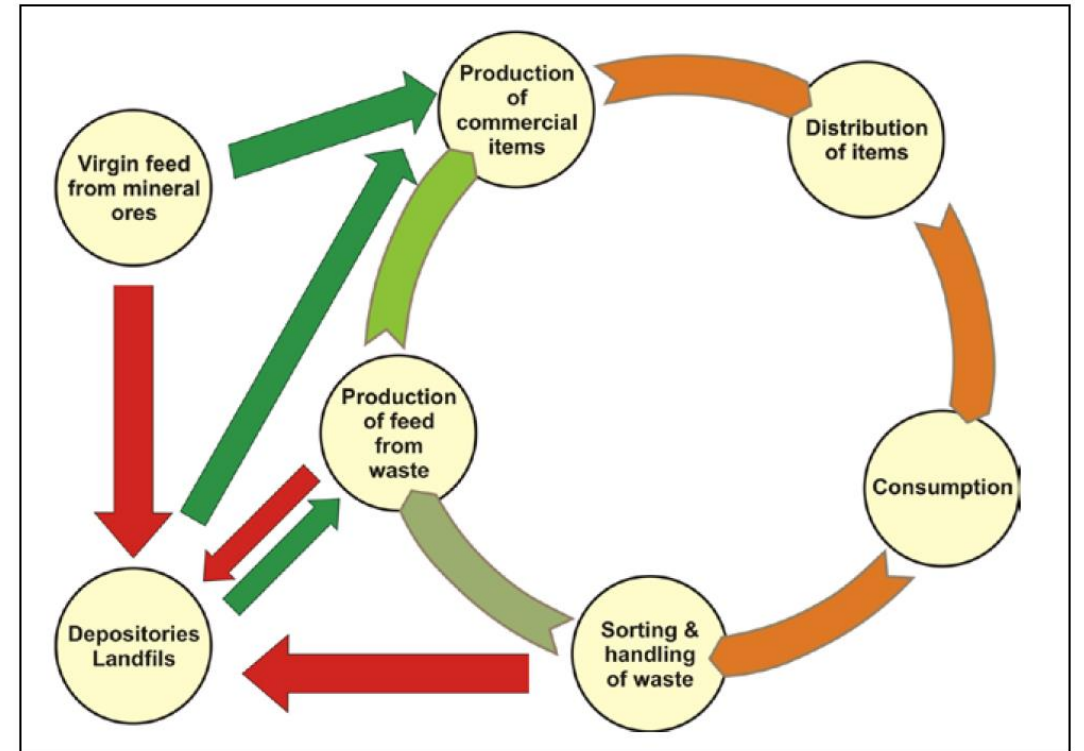 Production
of
commercial
items
Distribution
of items
Virgin feed
from mineral
ores
Production
of feed
from
waste
Consumption
Depositories
Landfils
Sorting &
handling
of waste